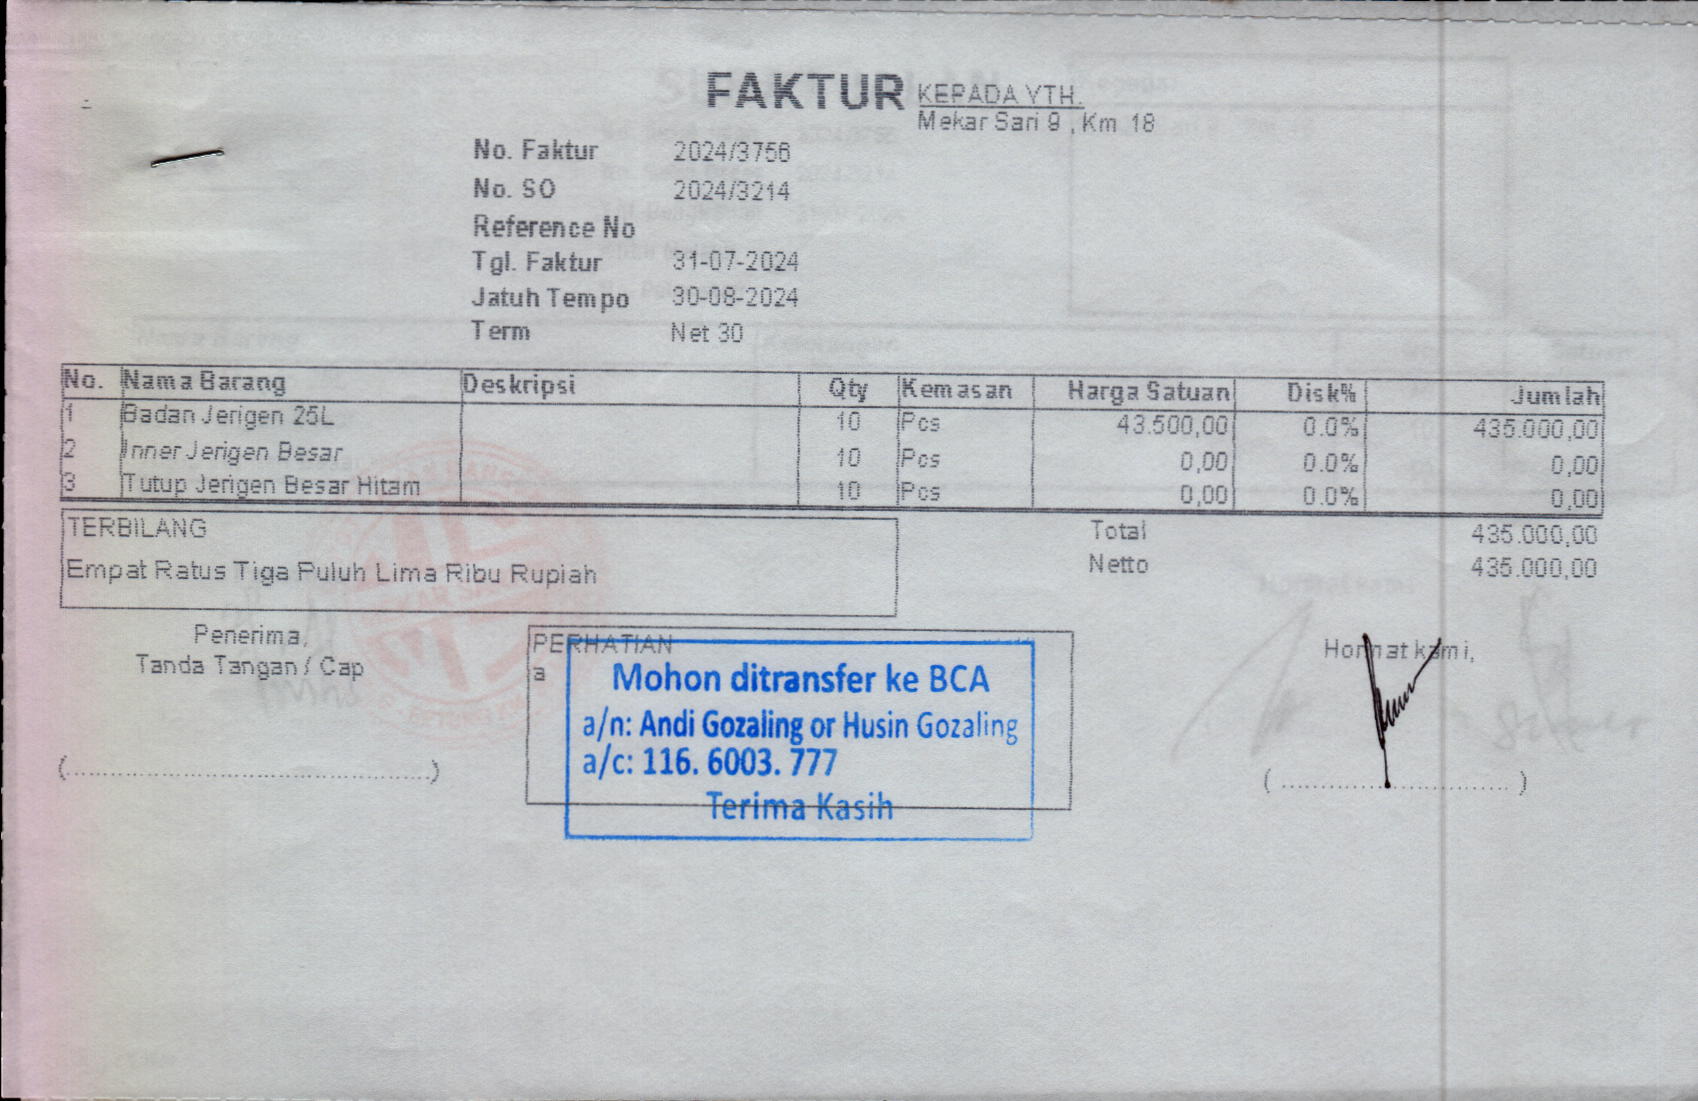 FAKTUR
KEPADA YTH.
Mekar Sari 9 , Km 18
No. Faktur 2024/3756
No. SO 2024/3214
Reference No
Tgl. Faktur 31-07-2024
Jatuh Tempo 30-08-2024
Term Net 30
No. Nama Barang Deskripsi Qty Kemasan Harga Satuan Disk% Jumlah
1 Badan Jerigen 25L 10 Pcs 43.500,00 0.0% 435.000,00
2 Inner Jerigen Besar 10 Pcs 0,00 0.0% 0,00
3 Tutup Jerigen Besar Hitam 10 Pcs 0,00 0.0% 0,00
TERBILANG
Empat Ratus Tiga Puluh Lima Ribu Rupiah
Total 435.000,00
Netto 435.000,00
Penerima,
Tanda Tangan / Cap
(........................................)
PERHATIAN
a
Mohon ditransfer ke BCA
a/n: Andi Gozaling or Husin Gozaling
a/c: 116. 6003. 777
Terima Kasih
Hormat kami,
(........................................)